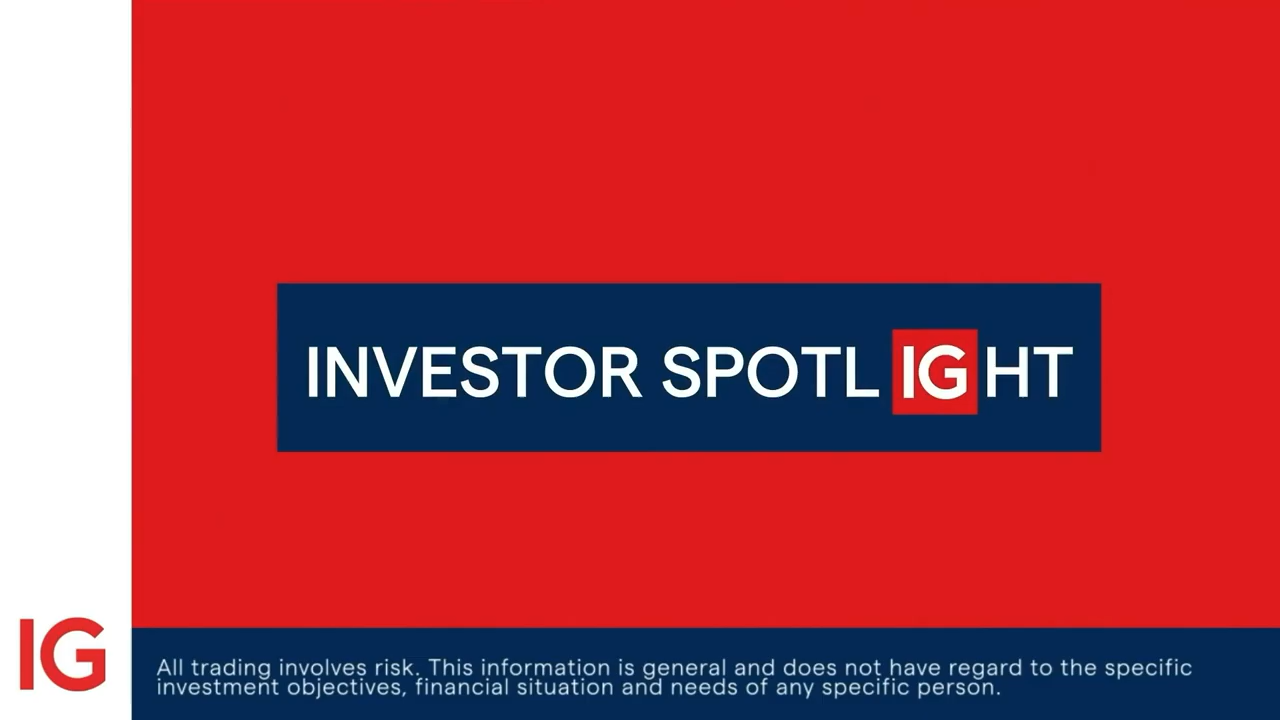 INVESTOR SPOTLIGHT
IG
All trading involves risk. This information is general and does not have regard to the specific
investment objectives, financial situation and needs of any specific person.